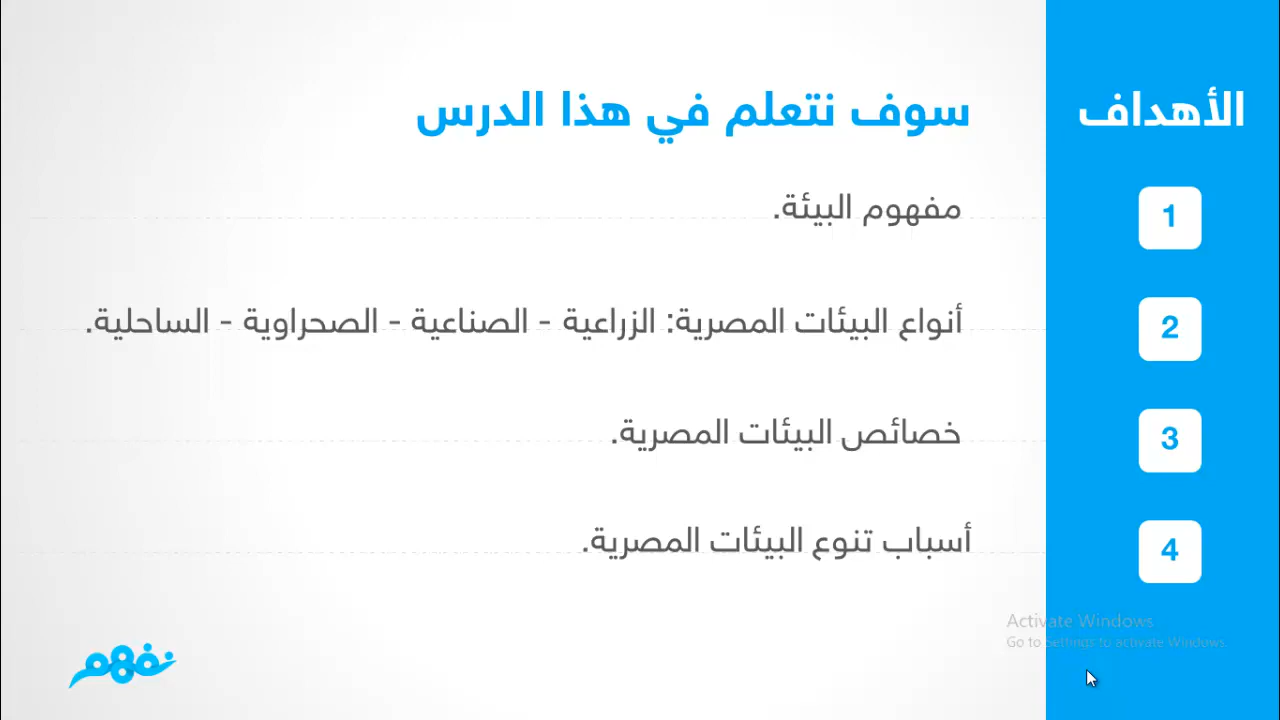 الأهداف
سوف نتعلم في هذا الدرس
1
مفهوم البيئة.
2
أنواع البيئات المصرية: الزراعية - الصناعية - الصحراوية - الساحلية.
3
خصائص البيئات المصرية.
4
أسباب تنوع البيئات المصرية.
Activate Windows
Go to Settings to activate Windows.
نفهم